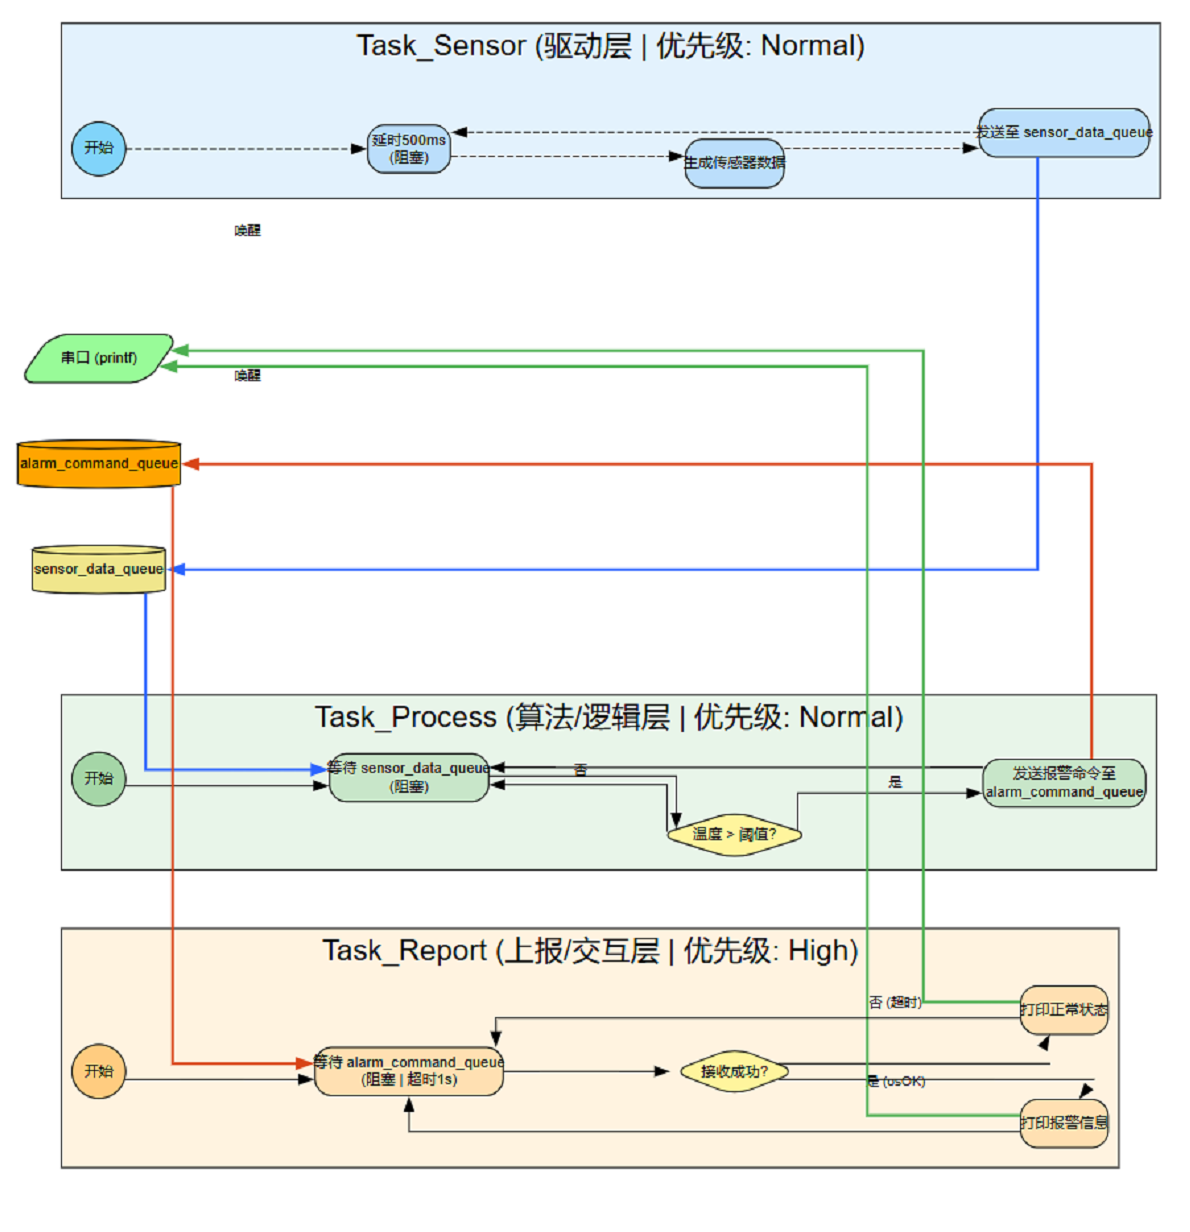 Task_Sensor (驱动层 | 优先级: Normal)
开始
延时500ms
(阻塞)
生成传感器数据
发送至 sensor_data_queue
唤醒
串口 (printf)
唤醒
alarm_command_queue
sensor_data_queue
Task_Process (算法/逻辑层 | 优先级: Normal)
开始
等待 sensor_data_queue
(阻塞)
否
温度 > 阈值?
是
发送报警命令至
alarm_command_queue
Task_Report (上报/交互层 | 优先级: High)
开始
等待 alarm_command_queue
(阻塞 | 超时1s)
接收成功?
否 (超时)
打印正常状态
是 (osOK)
打印报警信息